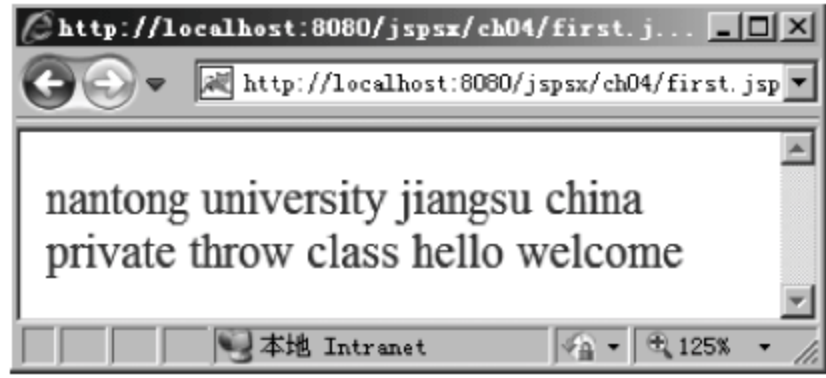 http://localhost:8080/jspsx/ch04/first.j...
http://localhost:8080/jspsx/ch04/first.jsp
nantong university jiangsu china
private throw class hello welcome
本地 Intranet
125%